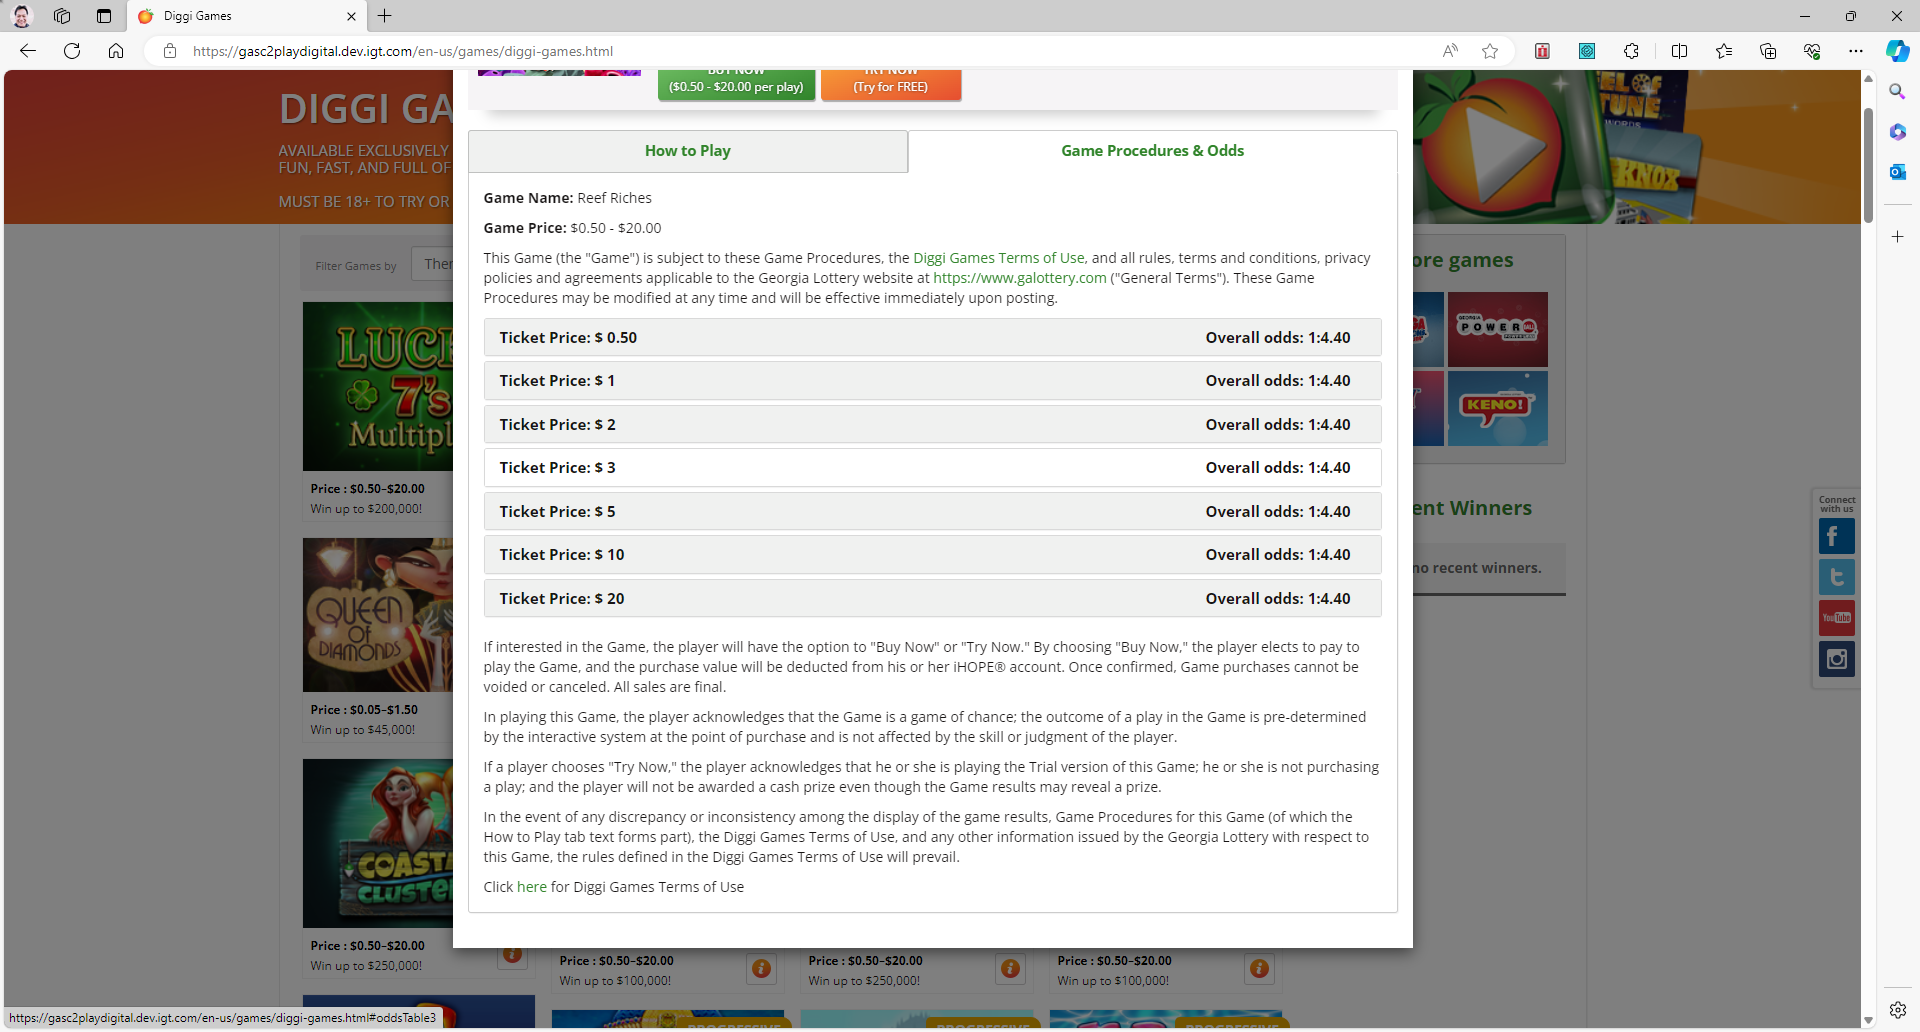 Diggi Games
https://gasc2playdigital.dev.igt.com/en-us/games/diggi-games.html
DIGGI GA
AVAILABLE EXCLUSIVELY
FUN, FAST, AND FULL OF
MUST BE 18+ TO TRY OR
BUY NOW
($0.50 - $20.00 per play)
TRY NOW
(Try for FREE)
How to Play
Game Procedures & Odds
Game Name: Reef Riches
Game Price: $0.50 - $20.00
This Game (the "Game") is subject to these Game Procedures, the Diggi Games Terms of Use, and all rules, terms and conditions, privacy
policies and agreements applicable to the Georgia Lottery website at https://www.galottery.com ("General Terms"). These Game
Procedures may be modified at any time and will be effective immediately upon posting.
Ticket Price: $ 0.50 Overall odds: 1:4.40
Ticket Price: $ 1 Overall odds: 1:4.40
Ticket Price: $ 2 Overall odds: 1:4.40
Ticket Price: $ 3 Overall odds: 1:4.40
Ticket Price: $ 5 Overall odds: 1:4.40
Ticket Price: $ 10 Overall odds: 1:4.40
Ticket Price: $ 20 Overall odds: 1:4.40
If interested in the Game, the player will have the option to "Buy Now" or "Try Now." By choosing "Buy Now," the player elects to pay to
play the Game, and the purchase value will be deducted from his or her iHOPE® account. Once confirmed, Game purchases cannot be
voided or canceled. All sales are final.
In playing this Game, the player acknowledges that the Game is a game of chance; the outcome of a play in the Game is pre-determined
by the interactive system at the point of purchase and is not affected by the skill or judgment of the player.
If a player chooses "Try Now," the player acknowledges that he or she is playing the Trial version of this Game; he or she is not purchasing
a play; and the player will not be awarded a cash prize even though the Game results may reveal a prize.
In the event of any discrepancy or inconsistency among the display of the game results, Game Procedures for this Game (of which the
How to Play tab text forms part), the Diggi Games Terms of Use, and any other information issued by the Georgia Lottery with respect to
this Game, the rules defined in the Diggi Games Terms of Use will prevail.
Click here for Diggi Games Terms of Use
Filter Games by
Ther
LUCK
7's
Multipl
Price : $0.50–$20.00
Win up to $200,000!
QUEEN
OF
DIAMONDS
Price : $0.05–$1.50
Win up to $45,000!
COASTA
CLUSTER
Price : $0.50–$20.00
Win up to $250,000!
Price : $0.50–$20.00
Win up to $100,000!
Price : $0.50–$20.00
Win up to $250,000!
Price : $0.50–$20.00
Win up to $100,000!
PROGRESSIVE
PROGRESSIVE
PROGRESSIVE
EL OF
TUNE
WORDS
KNOX
ore games
GEORGIA
POWERBALL
KENO!
ent Winners
no recent winners.
Connect
with us
YouTube
https://gasc2playdigital.dev.igt.com/en-us/games/diggi-games.html#oddsTable3